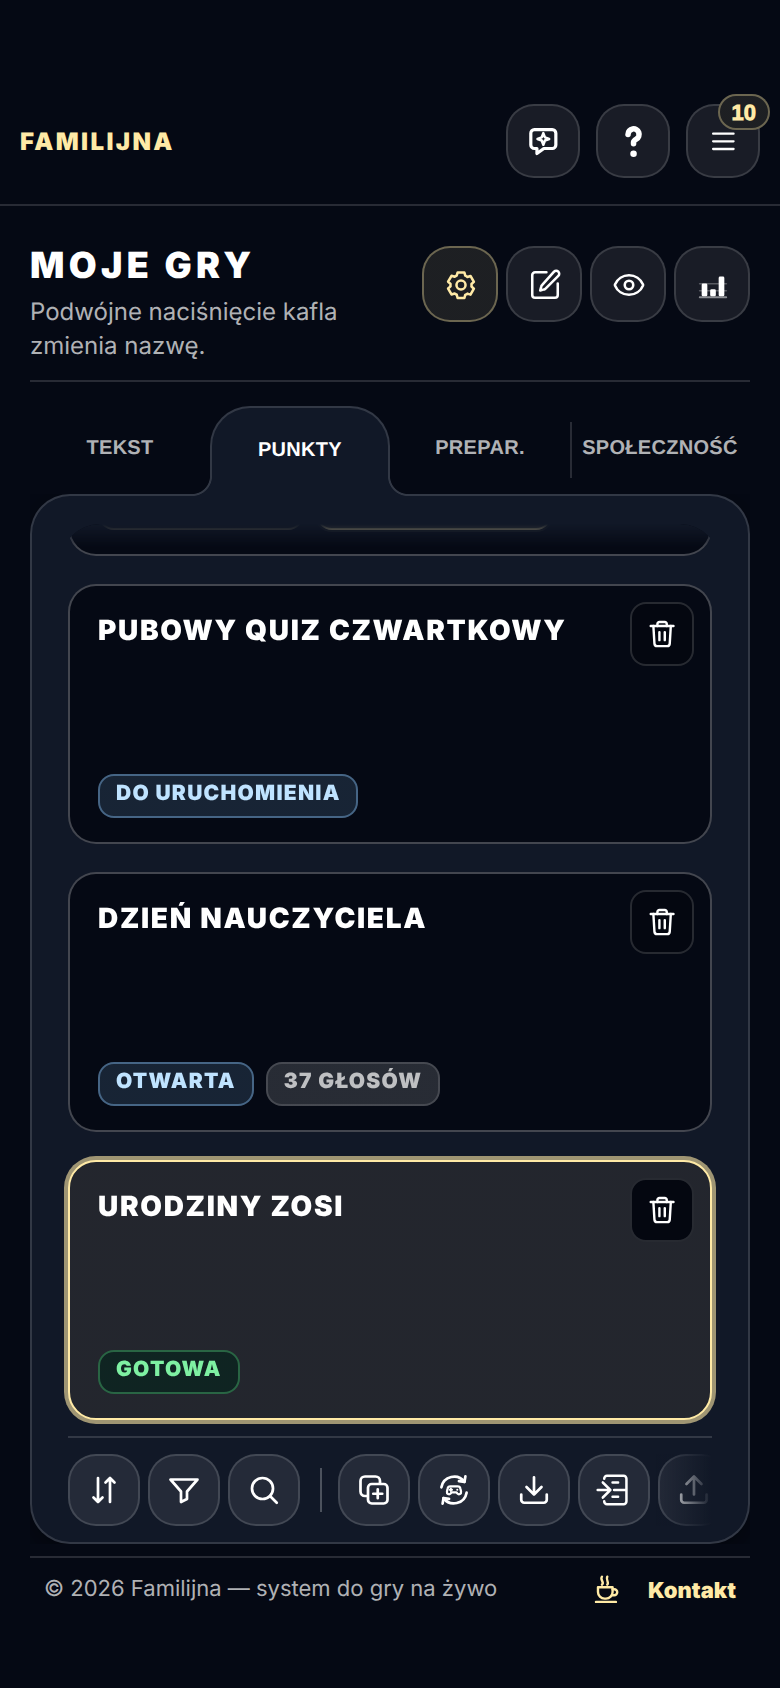 10
FAMILIJNA
MOJE GRY
Podwójne naciśnięcie kafla
zmienia nazwę.
TEKST
PUNKTY
PREPAR.
SPOŁECZNOŚĆ
PUBOWY QUIZ CZWARTKOWY
DO URUCHOMIENIA
DZIEŃ NAUCZYCIELA
OTWARTA
37 GŁOSÓW
URODZINY ZOSI
GOTOWA
© 2026 Familijna — system do gry na żywo
Kontakt